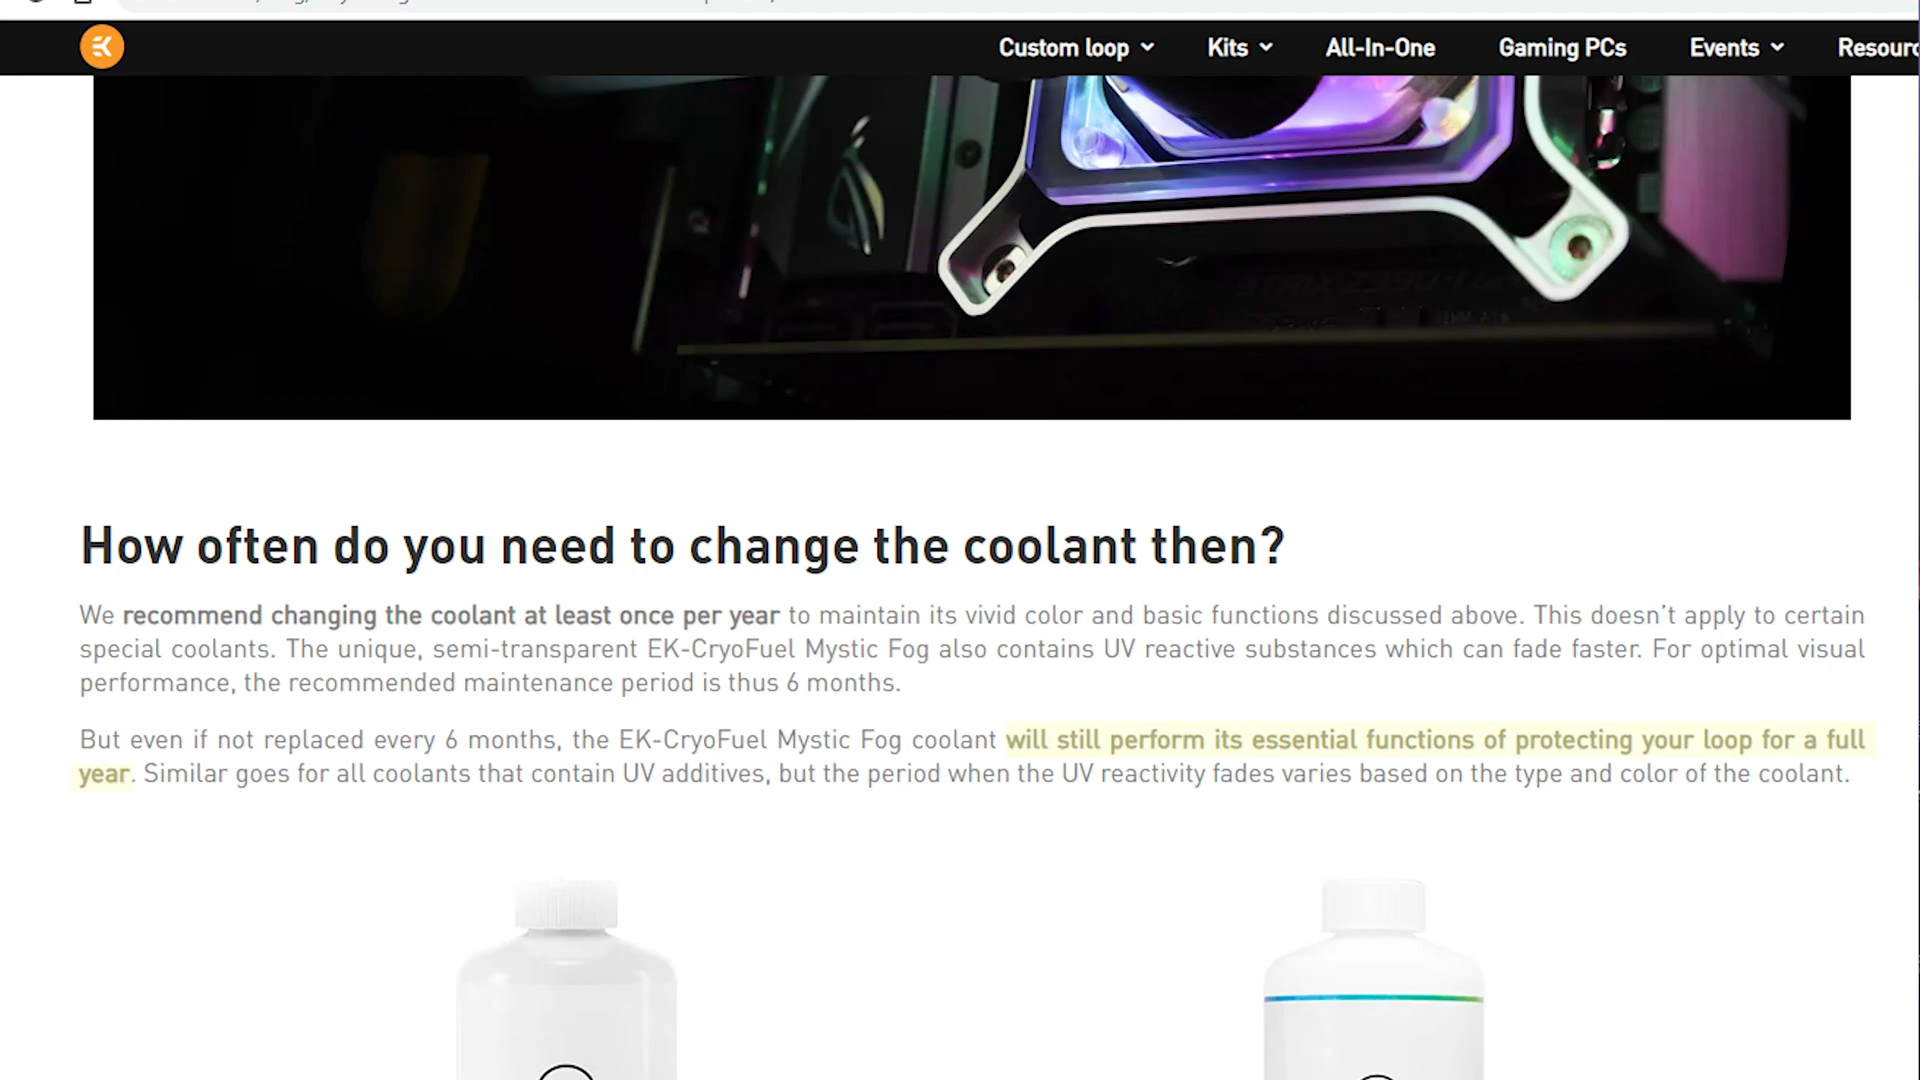 Custom loop Kits All-In-One Gaming PCs Events Resourc
How often do you need to change the coolant then?
We recommend changing the coolant at least once per year to maintain its vivid color and basic functions discussed above. This doesn’t apply to certain
special coolants. The unique, semi-transparent EK-CryoFuel Mystic Fog also contains UV reactive substances which can fade faster. For optimal visual
performance, the recommended maintenance period is thus 6 months.
But even if not replaced every 6 months, the EK-CryoFuel Mystic Fog coolant will still perform its essential functions of protecting your loop for a full
year. Similar goes for all coolants that contain UV additives, but the period when the UV reactivity fades varies based on the type and color of the coolant.